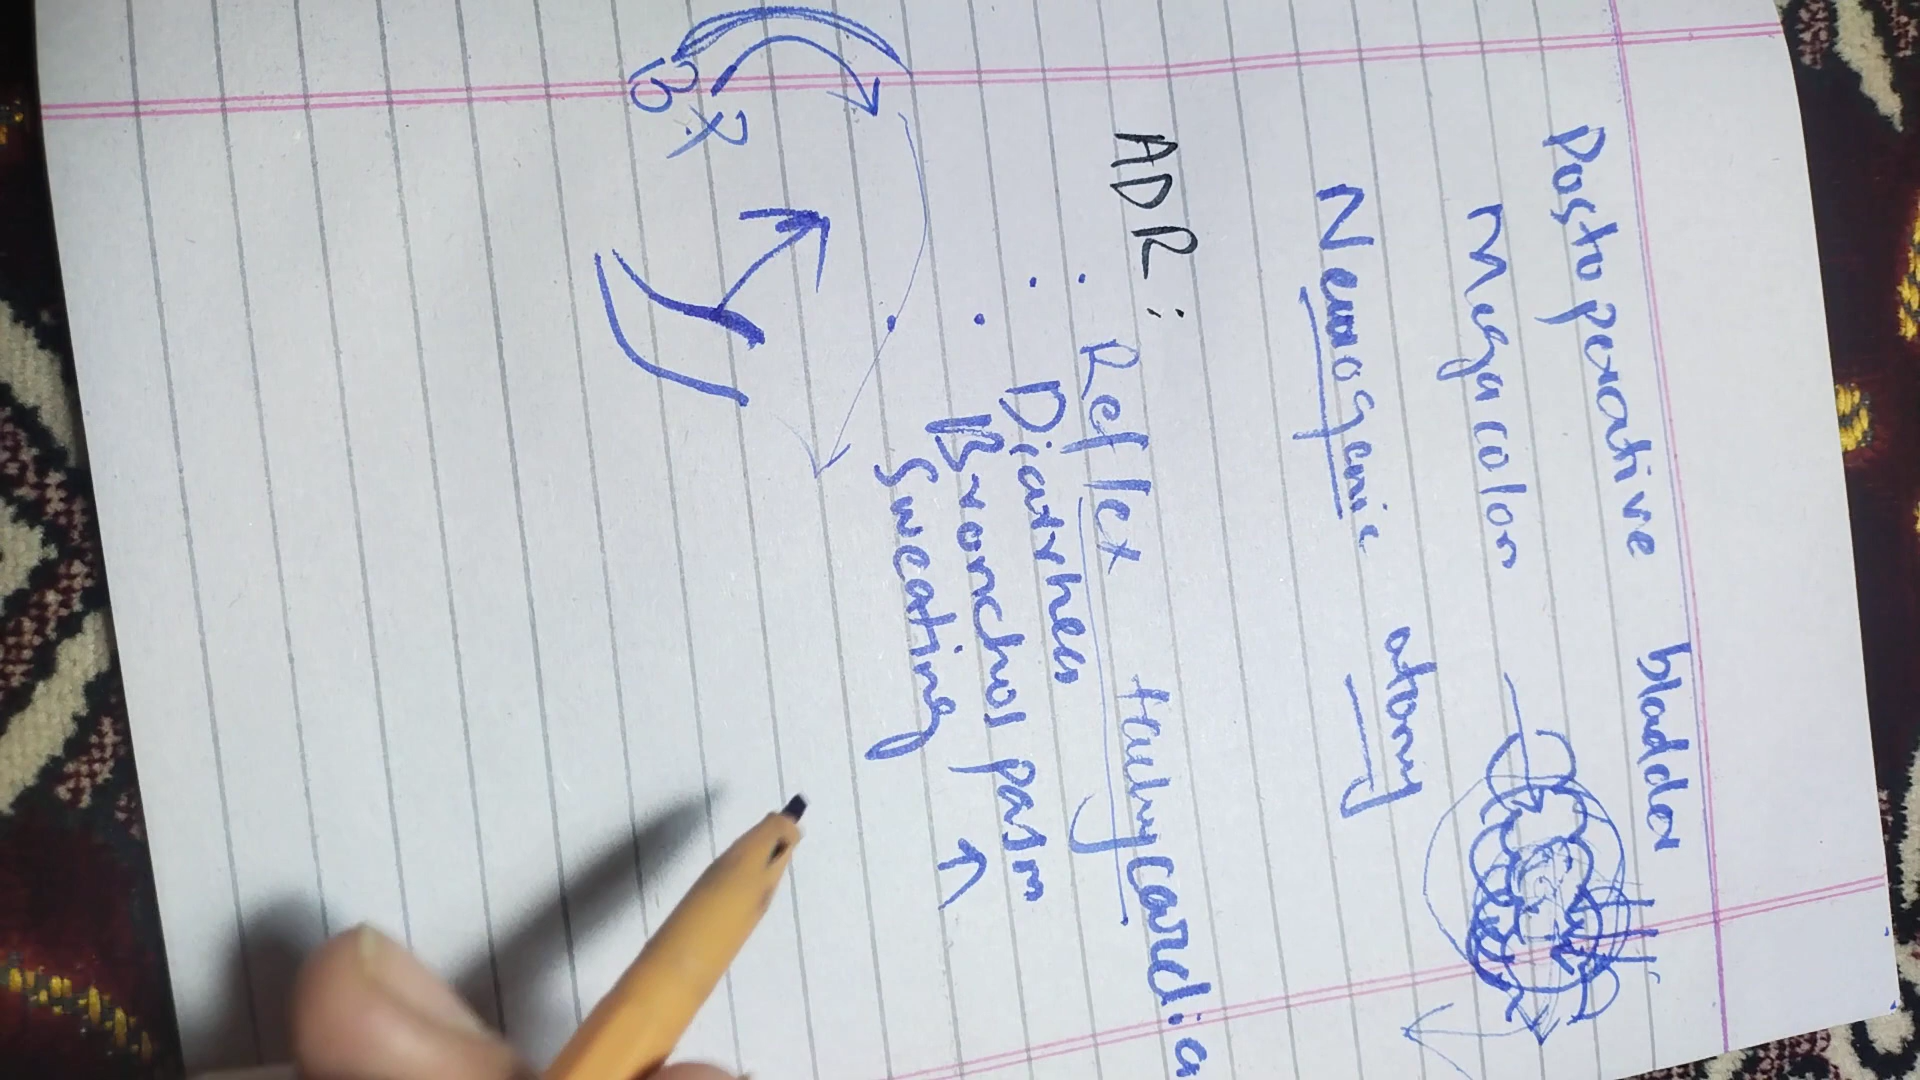 Postoperative bladder
Megacolon
Neurogenic atony
ADR:
. Reflex tachycardia
. Diarrhea
. Bronchospasm
. Sweating ↑